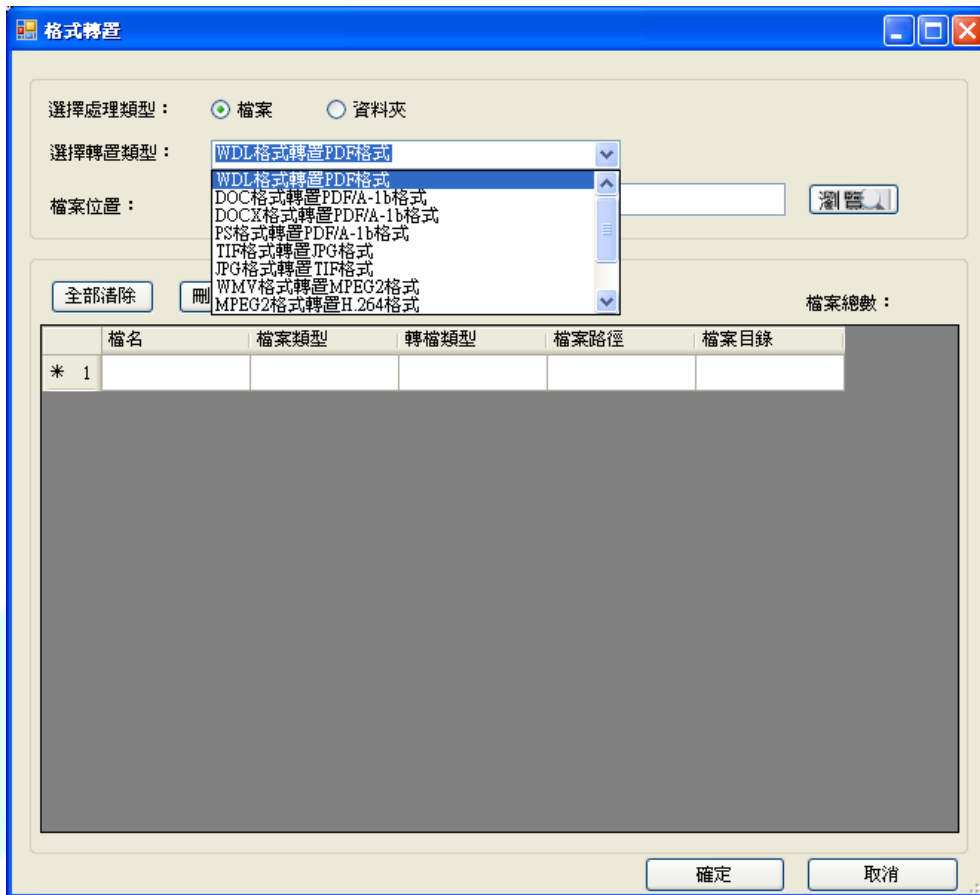 格式轉置
選擇處理類型： 檔案 資料夾
選擇轉置類型： WDL格式轉置PDF格式
WDL格式轉置PDF格式
DOC格式轉置PDF/A-1b格式
DOCX格式轉置PDF/A-1b格式
PS格式轉置PDF/A-1b格式
TIF格式轉置JPG格式
JPG格式轉置TIF格式
WMV格式轉置MPEG2格式
MPEG2格式轉置H.264格式
檔案位置： 瀏覽
全部清除 刪 檔案總數：
檔名 檔案類型 轉檔類型 檔案路徑 檔案目錄
* 1
確定 取消